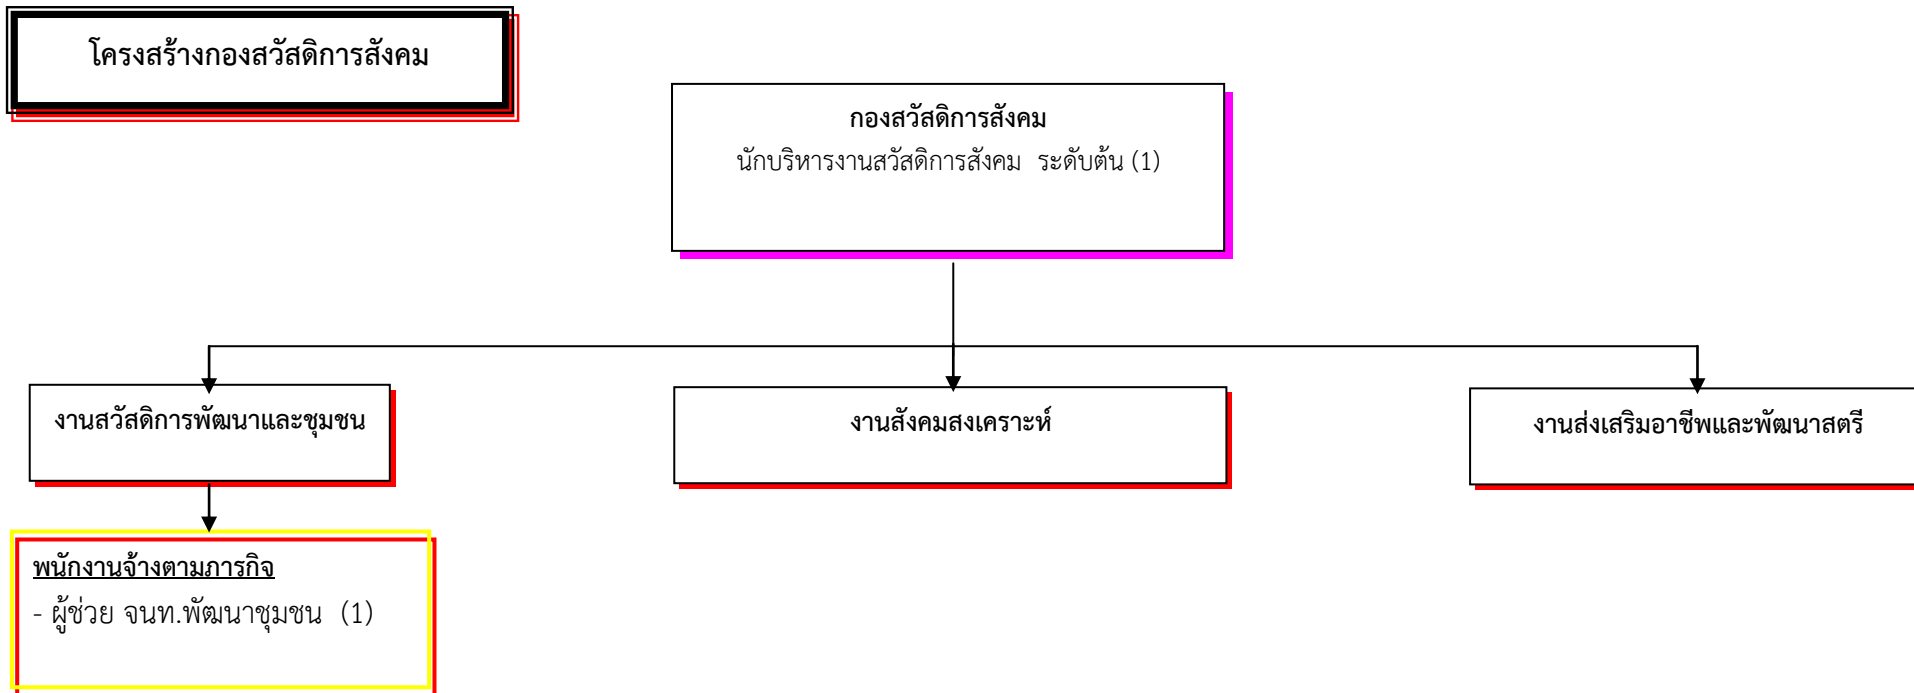 โครงสร้างกองสวัสดิการสังคม
กองสวัสดิการสังคม
นักบริหารงานสวัสดิการสังคม ระดับต้น (1)
งานสวัสดิการพัฒนาและชุมชน
งานสังคมสงเคราะห์
งานส่งเสริมอาชีพและพัฒนาสตรี
พนักงานจ้างตามภารกิจ
- ผู้ช่วย จนท.พัฒนาชุมชน (1)